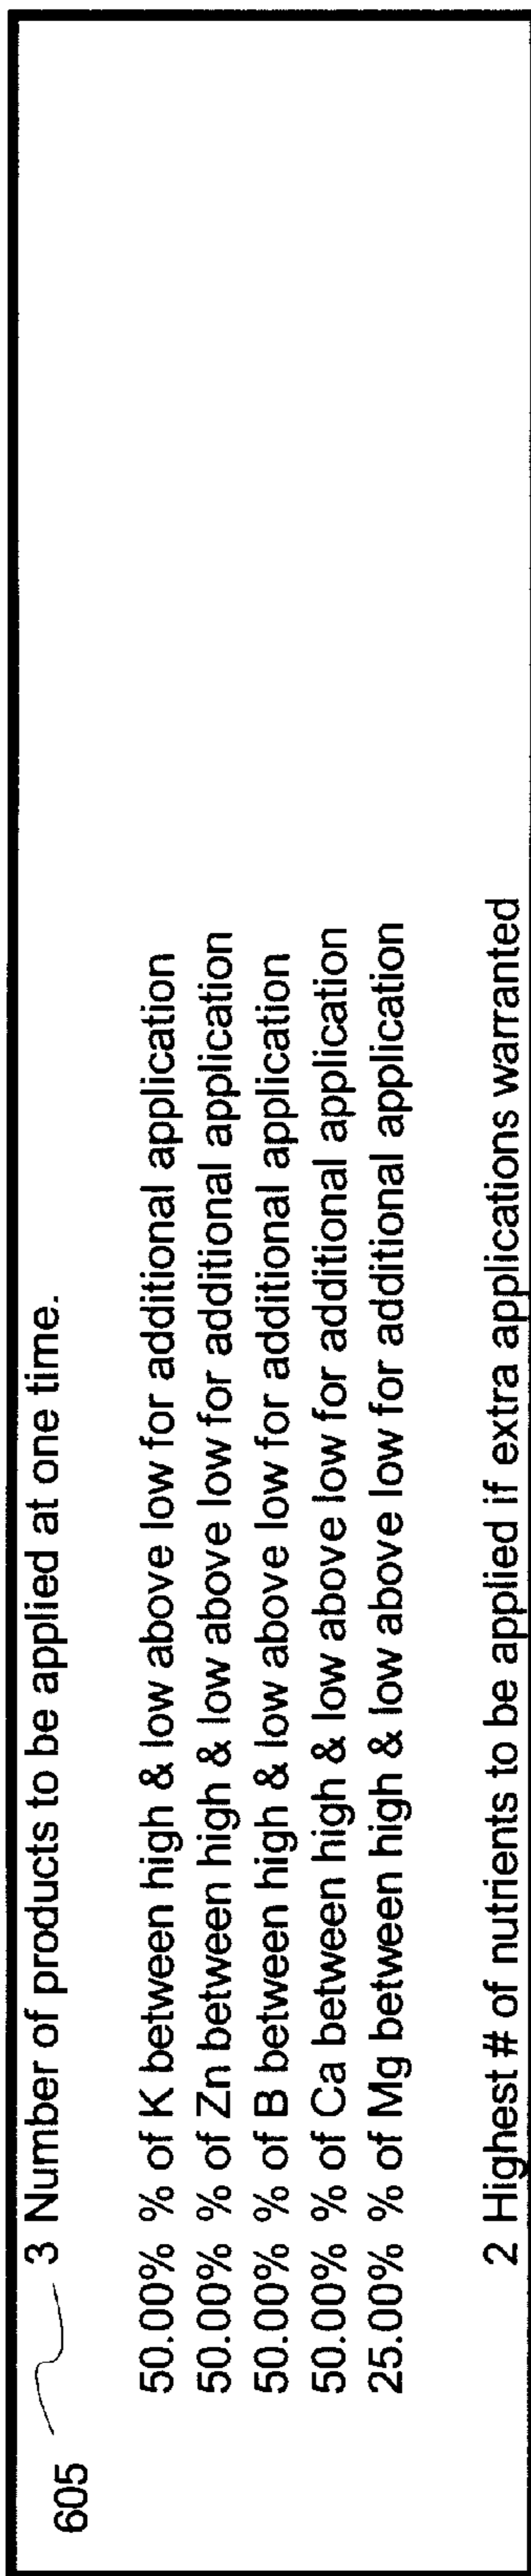 3 Number of products to be applied at one time.
605
50.00% % of K between high & low above low for additional application
50.00% % of Zn between high & low above low for additional application
50.00% % of B between high & low above low for additional application
50.00% % of Ca between high & low above low for additional application
25.00% % of Mg between high & low above low for additional application
2 Highest # of nutrients to be applied if extra applications warranted